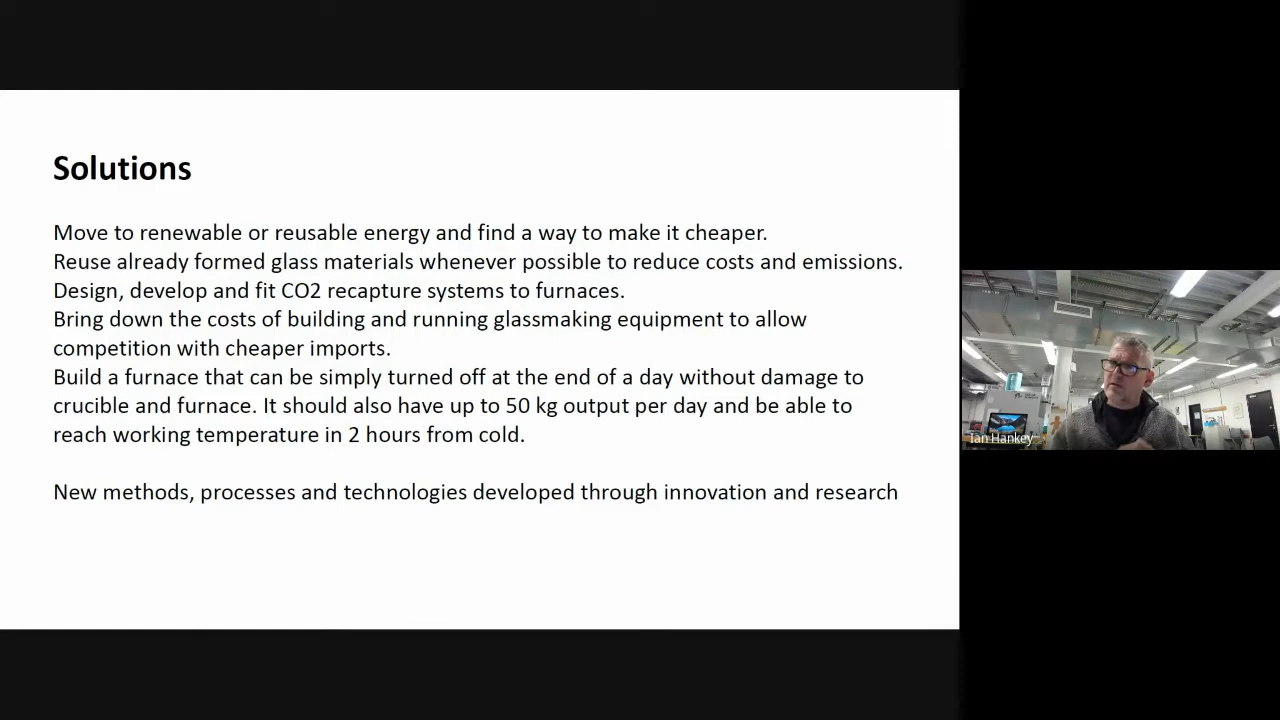 Solutions
Move to renewable or reusable energy and find a way to make it cheaper.
Reuse already formed glass materials whenever possible to reduce costs and emissions.
Design, develop and fit CO2 recapture systems to furnaces.
Bring down the costs of building and running glassmaking equipment to allow
competition with cheaper imports.
Build a furnace that can be simply turned off at the end of a day without damage to
crucible and furnace. It should also have up to 50 kg output per day and be able to
reach working temperature in 2 hours from cold.
New methods, processes and technologies developed through innovation and research
Ian Hankey